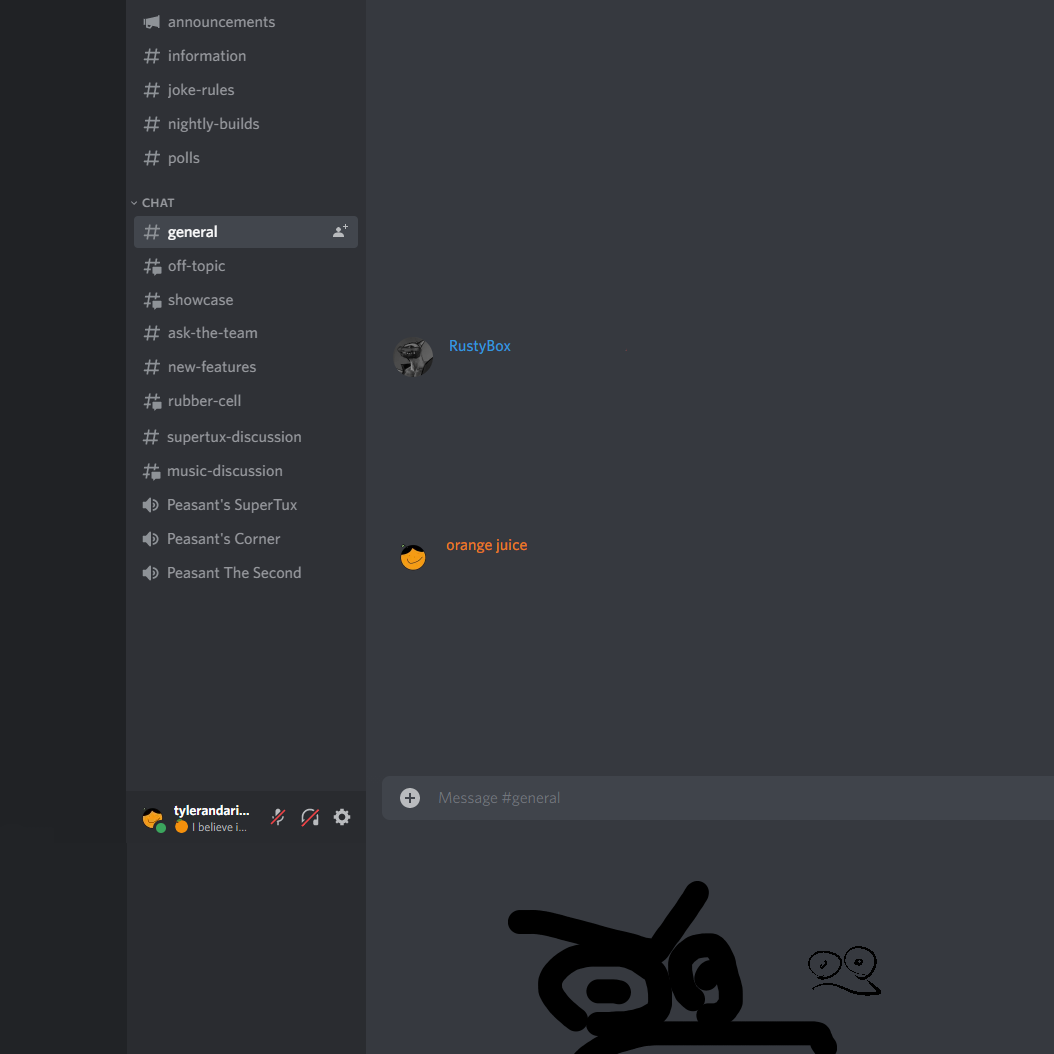 announcements
information
joke-rules
nightly-builds
polls
CHAT
general
off-topic
showcase
ask-the-team
new-features
rubber-cell
supertux-discussion
music-discussion
Peasant's SuperTux
Peasant's Corner
Peasant The Second
tylerandari...
I believe i...
RustyBox
orange juice
Message #general